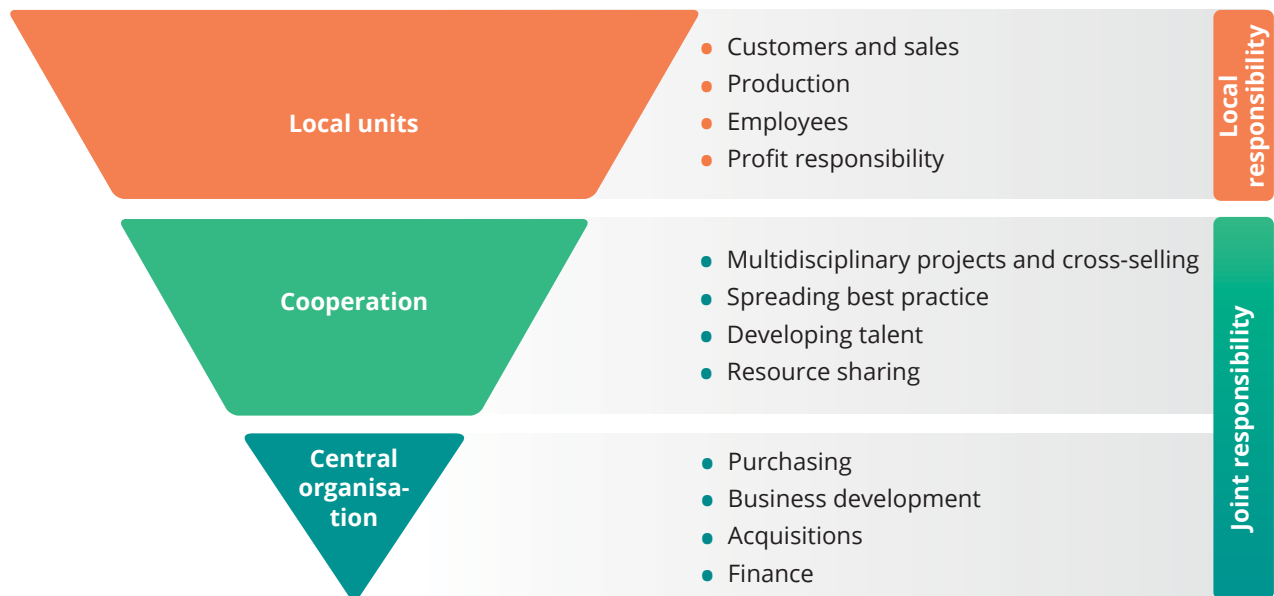 Local units
Customers and sales
Production
Employees
Profit responsibility
Local
responsibility
Cooperation
Multidisciplinary projects and cross-selling
Spreading best practice
Developing talent
Resource sharing
Central
organisa-
tion
Purchasing
Business development
Acquisitions
Finance
Joint responsibility